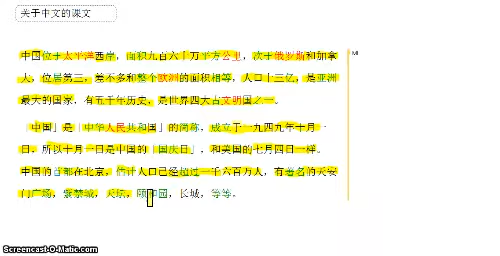 关于中文的课文
中国位于太平洋西岸，面积九百六十万平方公里，次于俄罗斯和加拿
大，位居第三，差不多和整个欧洲的面积相等，人口十三亿，是亚洲
最大的国家，有五千年历史，是世界四大古文明国之一。
「中国」是「中华人民共和国」的简称，成立于一九四九年十月一
日，所以十月一日是中国的「国庆日」，和美国的七月四日一样。
中国的首都在北京，估计人口已经超过一千六百万人，有著名的天安
门广场，紫禁城，天坛，颐和园，长城，等等。
Screencast-O-Matic.com